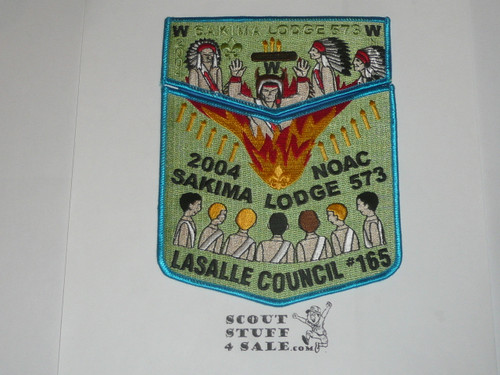 W SAKIMA LODGE 573 W
W
2004 NOAC
SAKIMA LODGE 573
LASALLE COUNCIL #165
SCOUT
STUFF
4 SALE.com